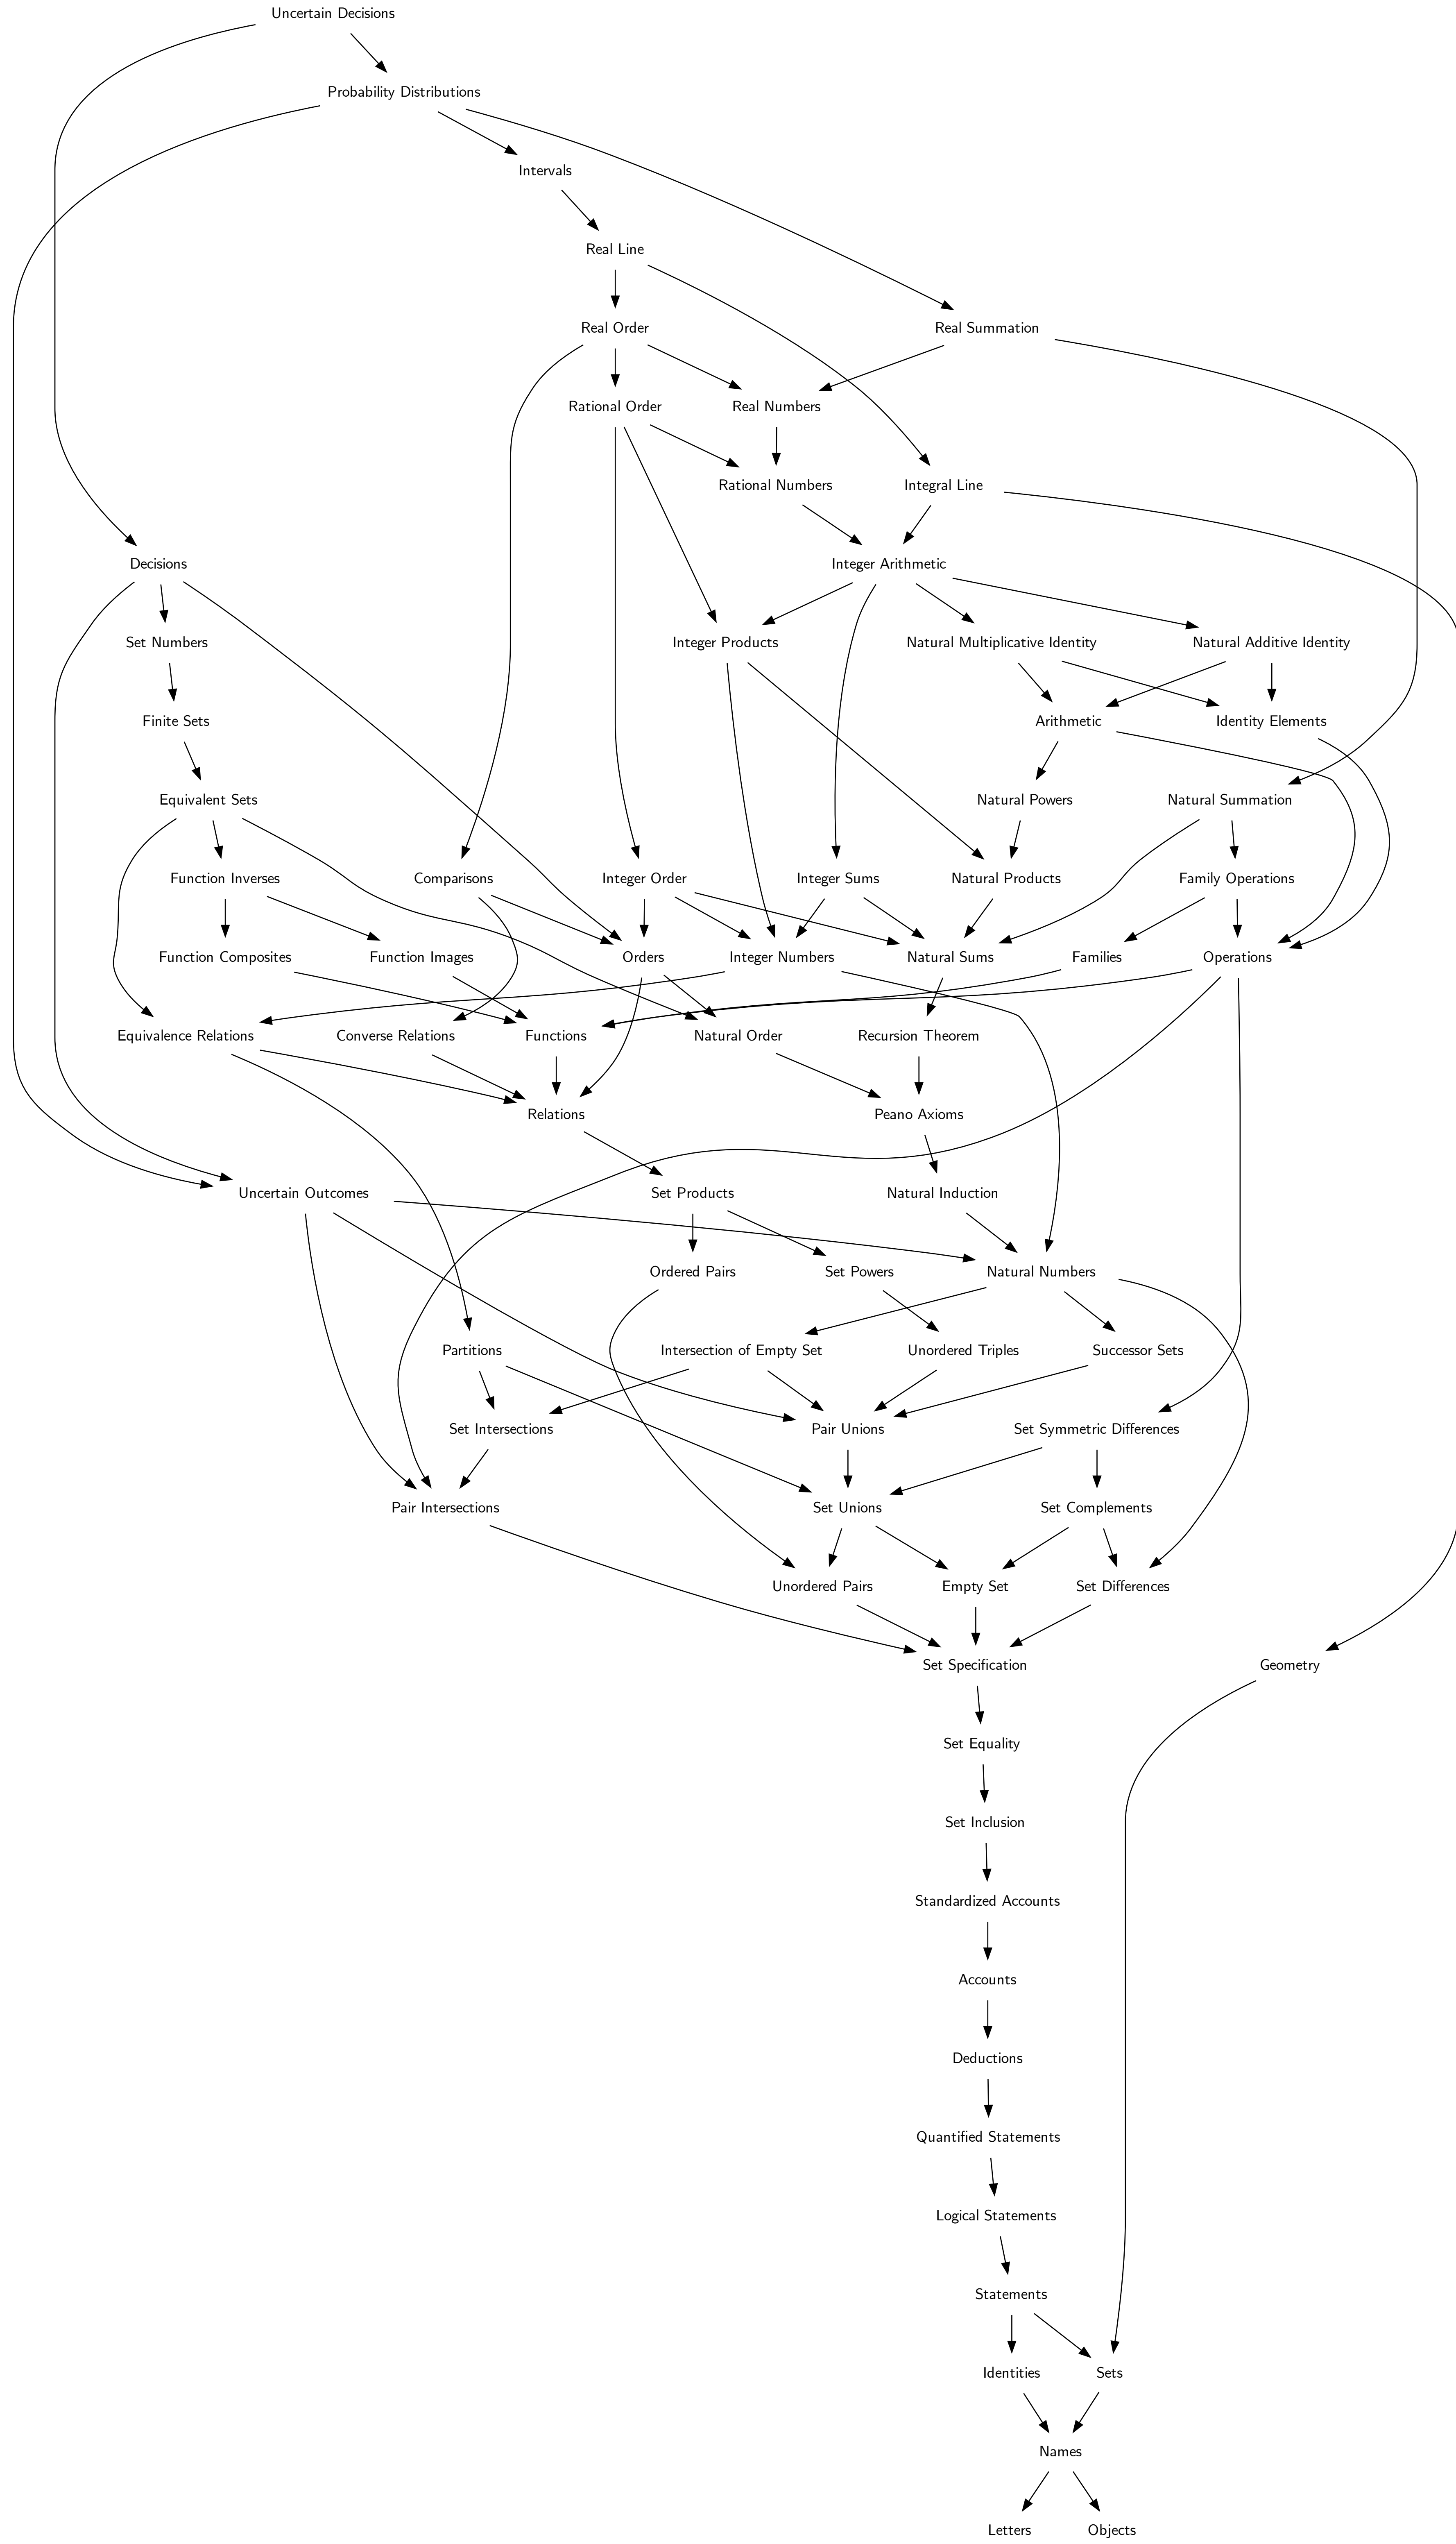 Uncertain Decisions
Probability Distributions
Intervals
Real Line
Real Order
Real Summation
Rational Order
Real Numbers
Rational Numbers
Integral Line
Decisions
Integer Arithmetic
Set Numbers
Integer Products
Natural Multiplicative Identity
Natural Additive Identity
Finite Sets
Arithmetic
Identity Elements
Equivalent Sets
Natural Powers
Natural Summation
Function Inverses
Comparisons
Integer Order
Integer Sums
Natural Products
Family Operations
Function Composites
Function Images
Orders
Integer Numbers
Natural Sums
Families
Operations
Equivalence Relations
Converse Relations
Functions
Natural Order
Recursion Theorem
Relations
Peano Axioms
Uncertain Outcomes
Set Products
Natural Induction
Ordered Pairs
Set Powers
Natural Numbers
Partitions
Intersection of Empty Set
Unordered Triples
Successor Sets
Set Intersections
Pair Unions
Set Symmetric Differences
Pair Intersections
Set Unions
Set Complements
Unordered Pairs
Empty Set
Set Differences
Set Specification
Geometry
Set Equality
Set Inclusion
Standardized Accounts
Accounts
Deductions
Quantified Statements
Logical Statements
Statements
Identities
Sets
Names
Letters
Objects